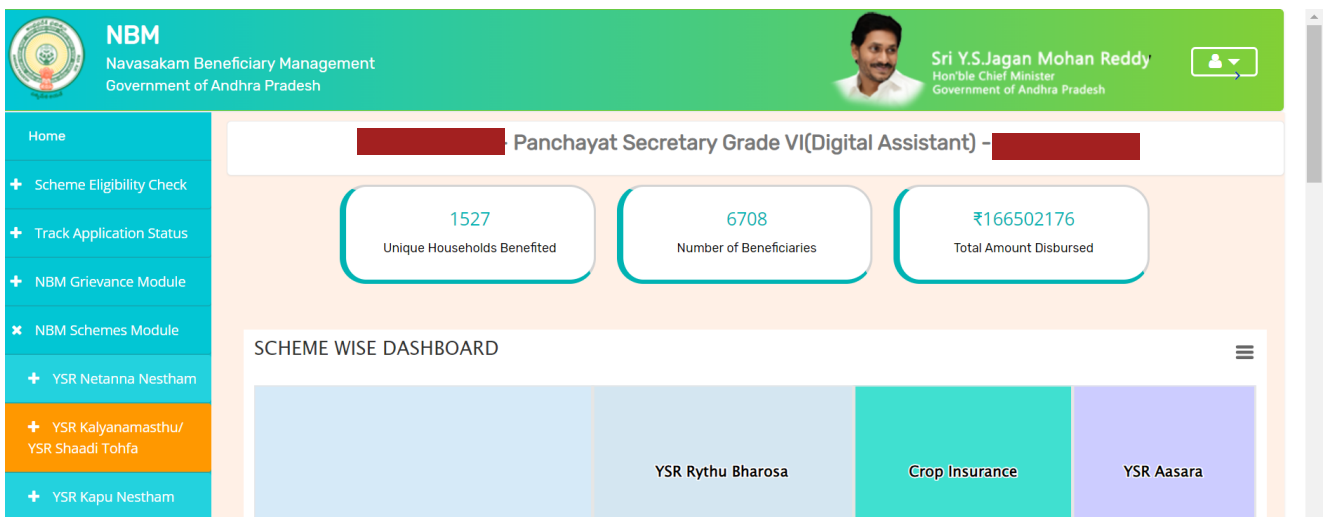 NBM
Navasakam Beneficiary Management
Government of Andhra Pradesh
Sri Y.S.Jagan Mohan Reddy
Hon'ble Chief Minister
Government of Andhra Pradesh
Home
Scheme Eligibility Check
Track Application Status
NBM Grievance Module
NBM Schemes Module
YSR Netanna Nestham
YSR Kalyanamasthu/
YSR Shaadi Tohfa
YSR Kapu Nestham
- Panchayat Secretary Grade VI(Digital Assistant) -
1527
Unique Households Benefited
6708
Number of Beneficiaries
₹166502176
Total Amount Disbursed
SCHEME WISE DASHBOARD
YSR Rythu Bharosa
Crop Insurance
YSR Aasara